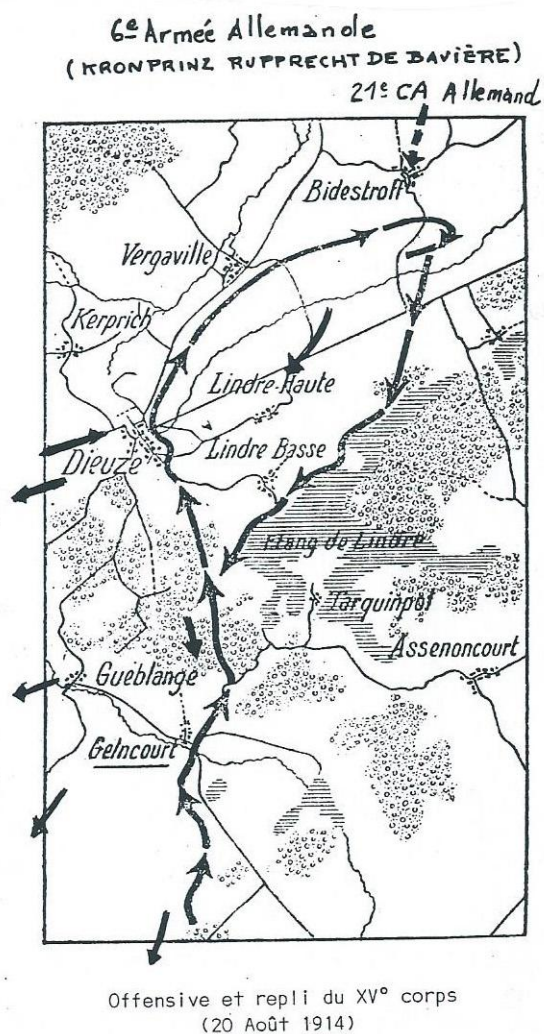 6e Armée Allemande
(KRONPRINZ RUPPRECHT DE BAVIÈRE)
21e CA Allemand
Bidestroff
Vergaville
Kerprich
Lindre-Haute
Lindre Basse
Dieuze
Etang de Lindre
Tarquinpol
Assenoncourt
Guéblange
Gelncourt
Offensive et repli du XV° corps
(20 Août 1914)